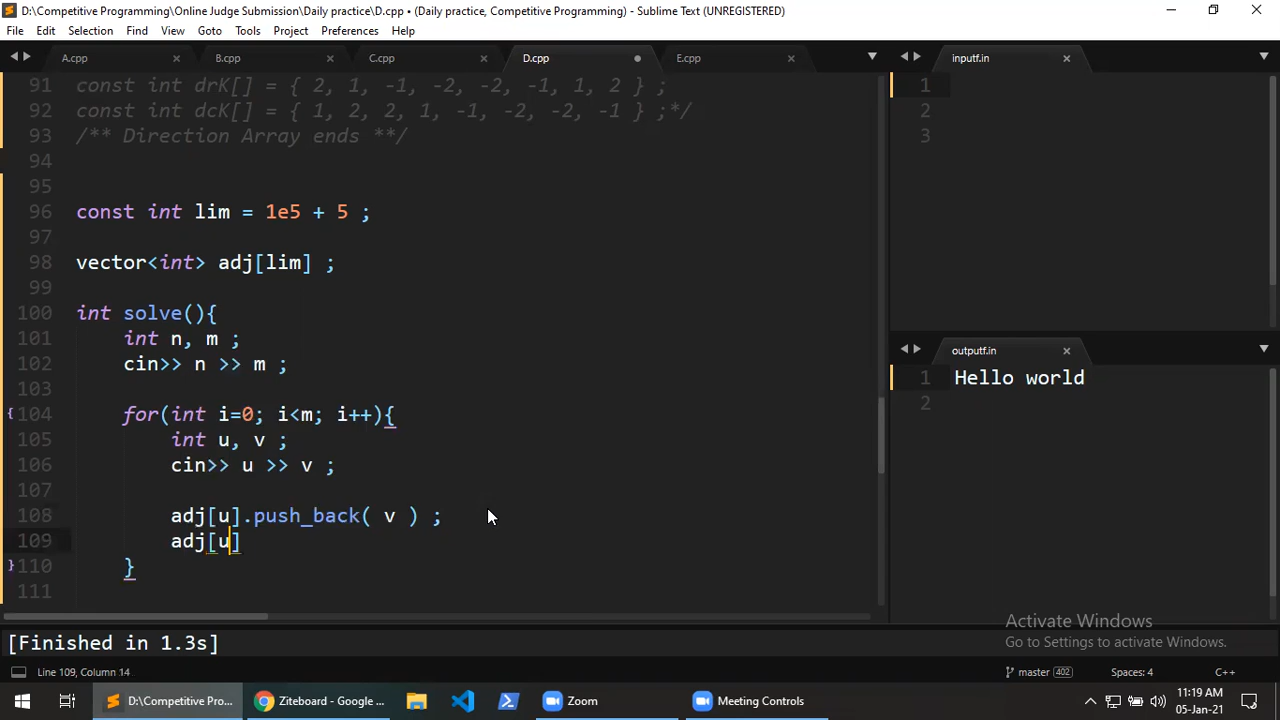 D:\Competitive Programming\Online Judge Submission\Daily practice\D.cpp • (Daily practice, Competitive Programming) - Sublime Text (UNREGISTERED)
File Edit Selection Find View Goto Tools Project Preferences Help
A.cpp B.cpp C.cpp D.cpp E.cpp
91 const int drK[] = { 2, 1, -1, -2, -2, -1, 1, 2 } ;
92 const int dcK[] = { 1, 2, 2, 1, -1, -2, -2, -1 } ;*/
93 /** Direction Array ends **/
94
95
96 const int lim = 1e5 + 5 ;
97
98 vector<int> adj[lim] ;
99
100 int solve(){
101 int n, m ;
102 cin>> n >> m ;
103
104 for(int i=0; i<m; i++){
105 int u, v ;
106 cin>> u >> v ;
107
108 adj[u].push_back( v ) ;
109 adj[u]
110 }
111
inputf.in
1
2
3
outputf.in
1 Hello world
2
[Finished in 1.3s]
Activate Windows
Go to Settings to activate Windows.
Line 109, Column 14 master 402 Spaces: 4 C++
D:\Competitive Pro... Ziteboard - Google ... Zoom Meeting Controls
11:19 AM
05-Jan-21